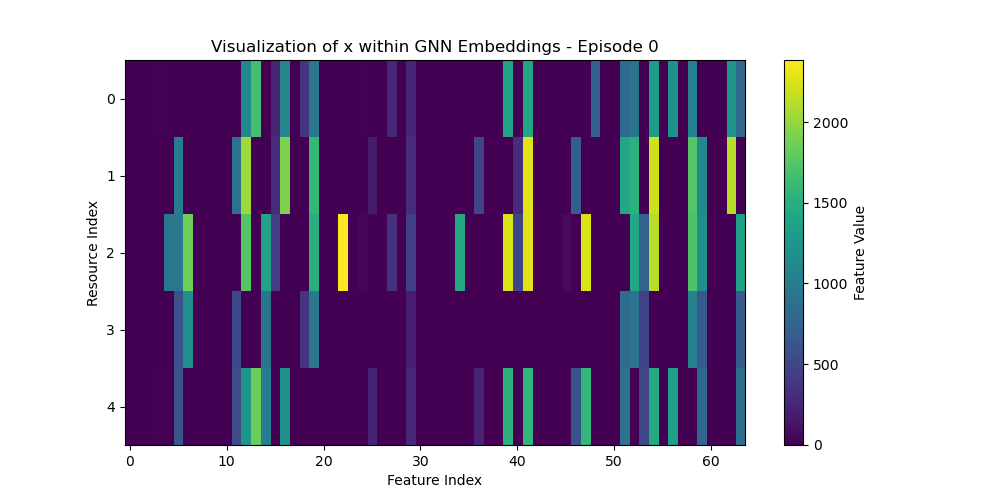 Visualization of x within GNN Embeddings - Episode 0
Resource Index
0
1
2
3
4
0 10 20 30 40 50 60
Feature Index
2000
1500
1000
500
0
Feature Value